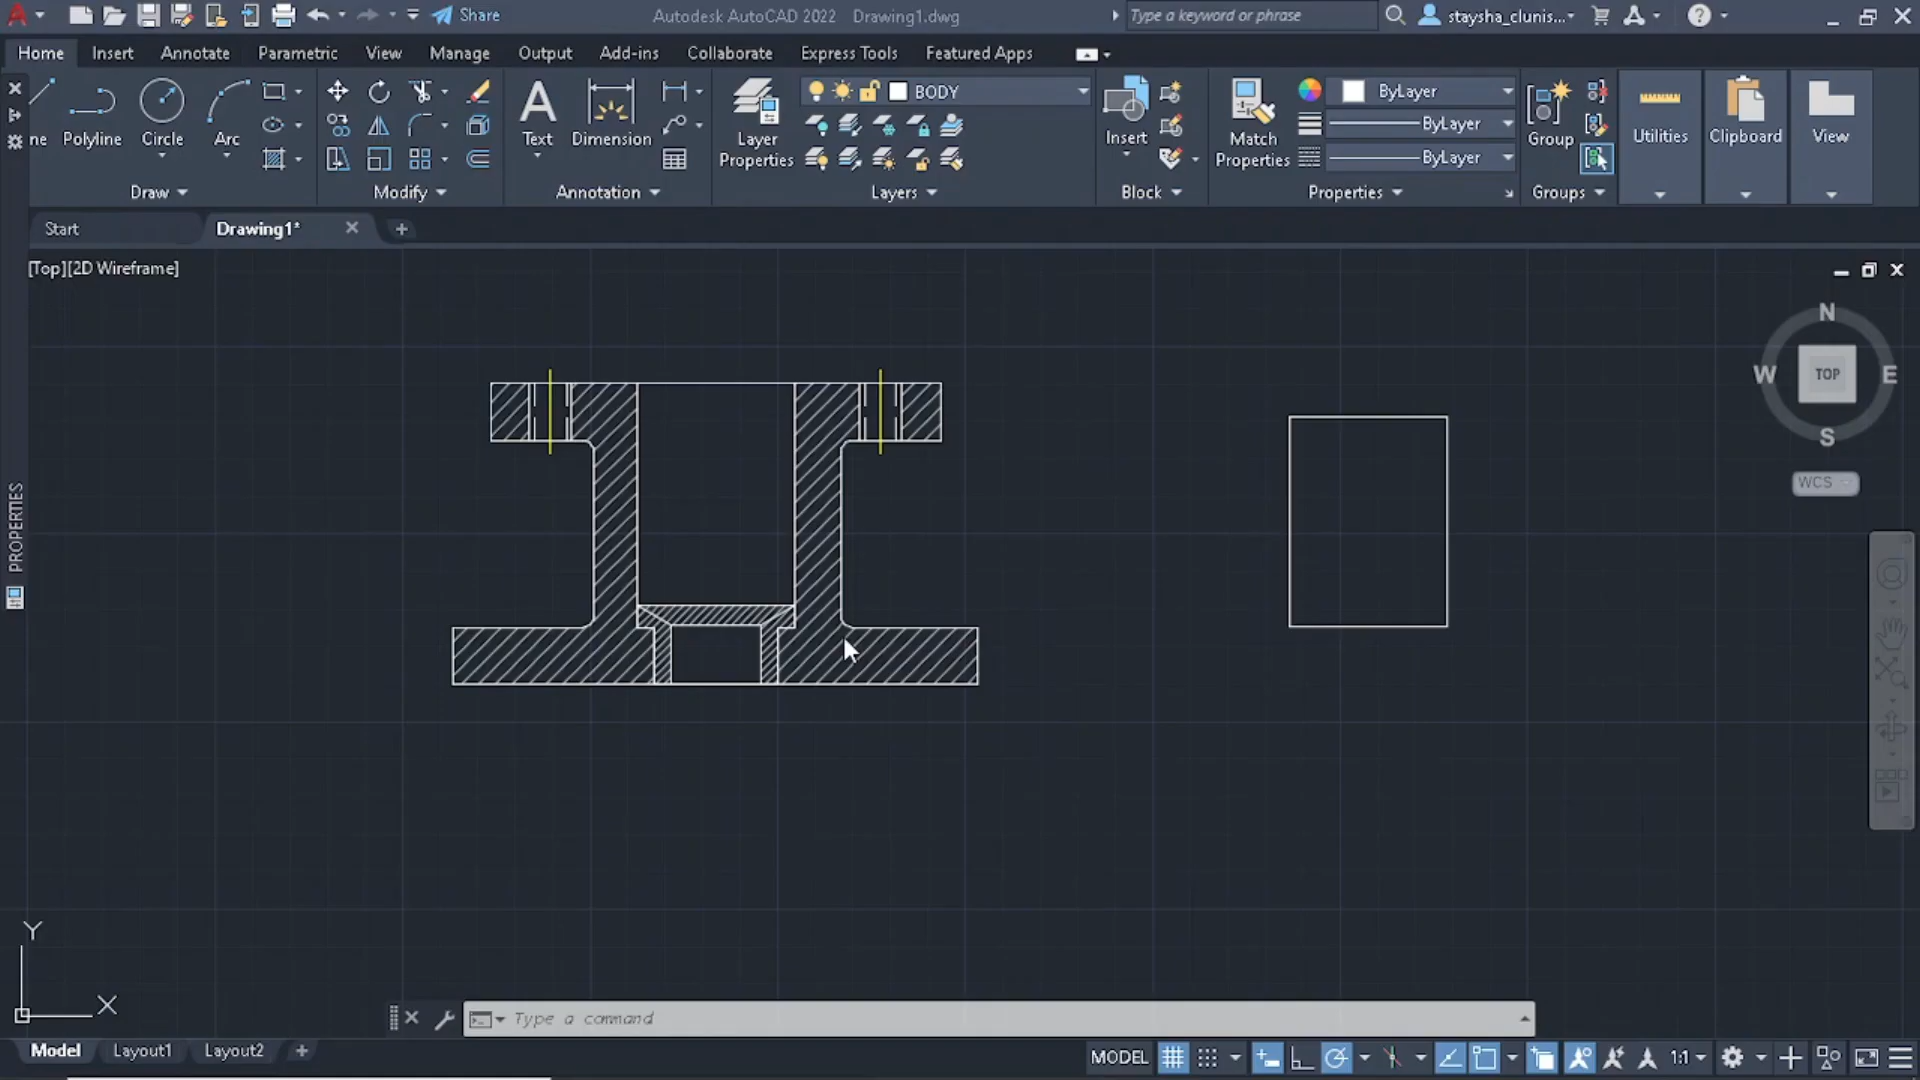 Share
Autodesk AutoCAD 2022 Drawing1.dwg
Type a keyword or phrase
staysha_clunis...
Home Insert Annotate Parametric View Manage Output Add-ins Collaborate Express Tools Featured Apps
ne Polyline Circle Arc
Draw
Modify
Text Dimension
Annotation
Layer
Properties
BODY
Layers
Insert
Block
Match
Properties
ByLayer
ByLayer
ByLayer
Properties
Group
Groups
Utilities
Clipboard
View
Start Drawing1*
[Top][2D Wireframe]
N
W TOP E
S
WCS
PROPERTIES
Y
X
Type a command
Model Layout1 Layout2
MODEL
1:1